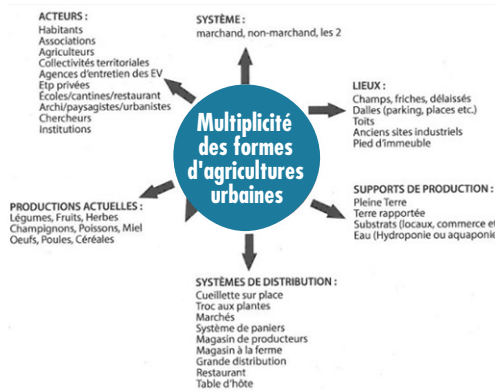 ACTEURS :
Habitants
Associations
Agriculteurs
Collectivités territoriales
Agences d'entretien des EV
Etp privées
Écoles/cantines/restaurant
Archi/paysagistes/urbanistes
Chercheurs
Institutions
SYSTÈME :
marchand, non-marchand, les 2
LIEUX :
Champs, friches, délaissés
Dalles (parking, places etc.)
Toits
Anciens sites industriels
Pied d'immeuble
Multiplicité
des formes
d'agricultures
urbaines
PRODUCTIONS ACTUELLES :
Légumes, Fruits, Herbes
Champignons, Poissons, Miel
Oeufs, Poules, Céréales
SUPPORTS DE PRODUCTION :
Pleine Terre
Terre rapportée
Substrats (locaux, commerce et
Eau (Hydroponie ou aquaponie
SYSTÈMES DE DISTRIBUTION :
Cueillette sur place
Troc aux plantes
Marchés
Système de paniers
Magasin de producteurs
Magasin à la ferme
Grande distribution
Restaurant
Table d'hôte